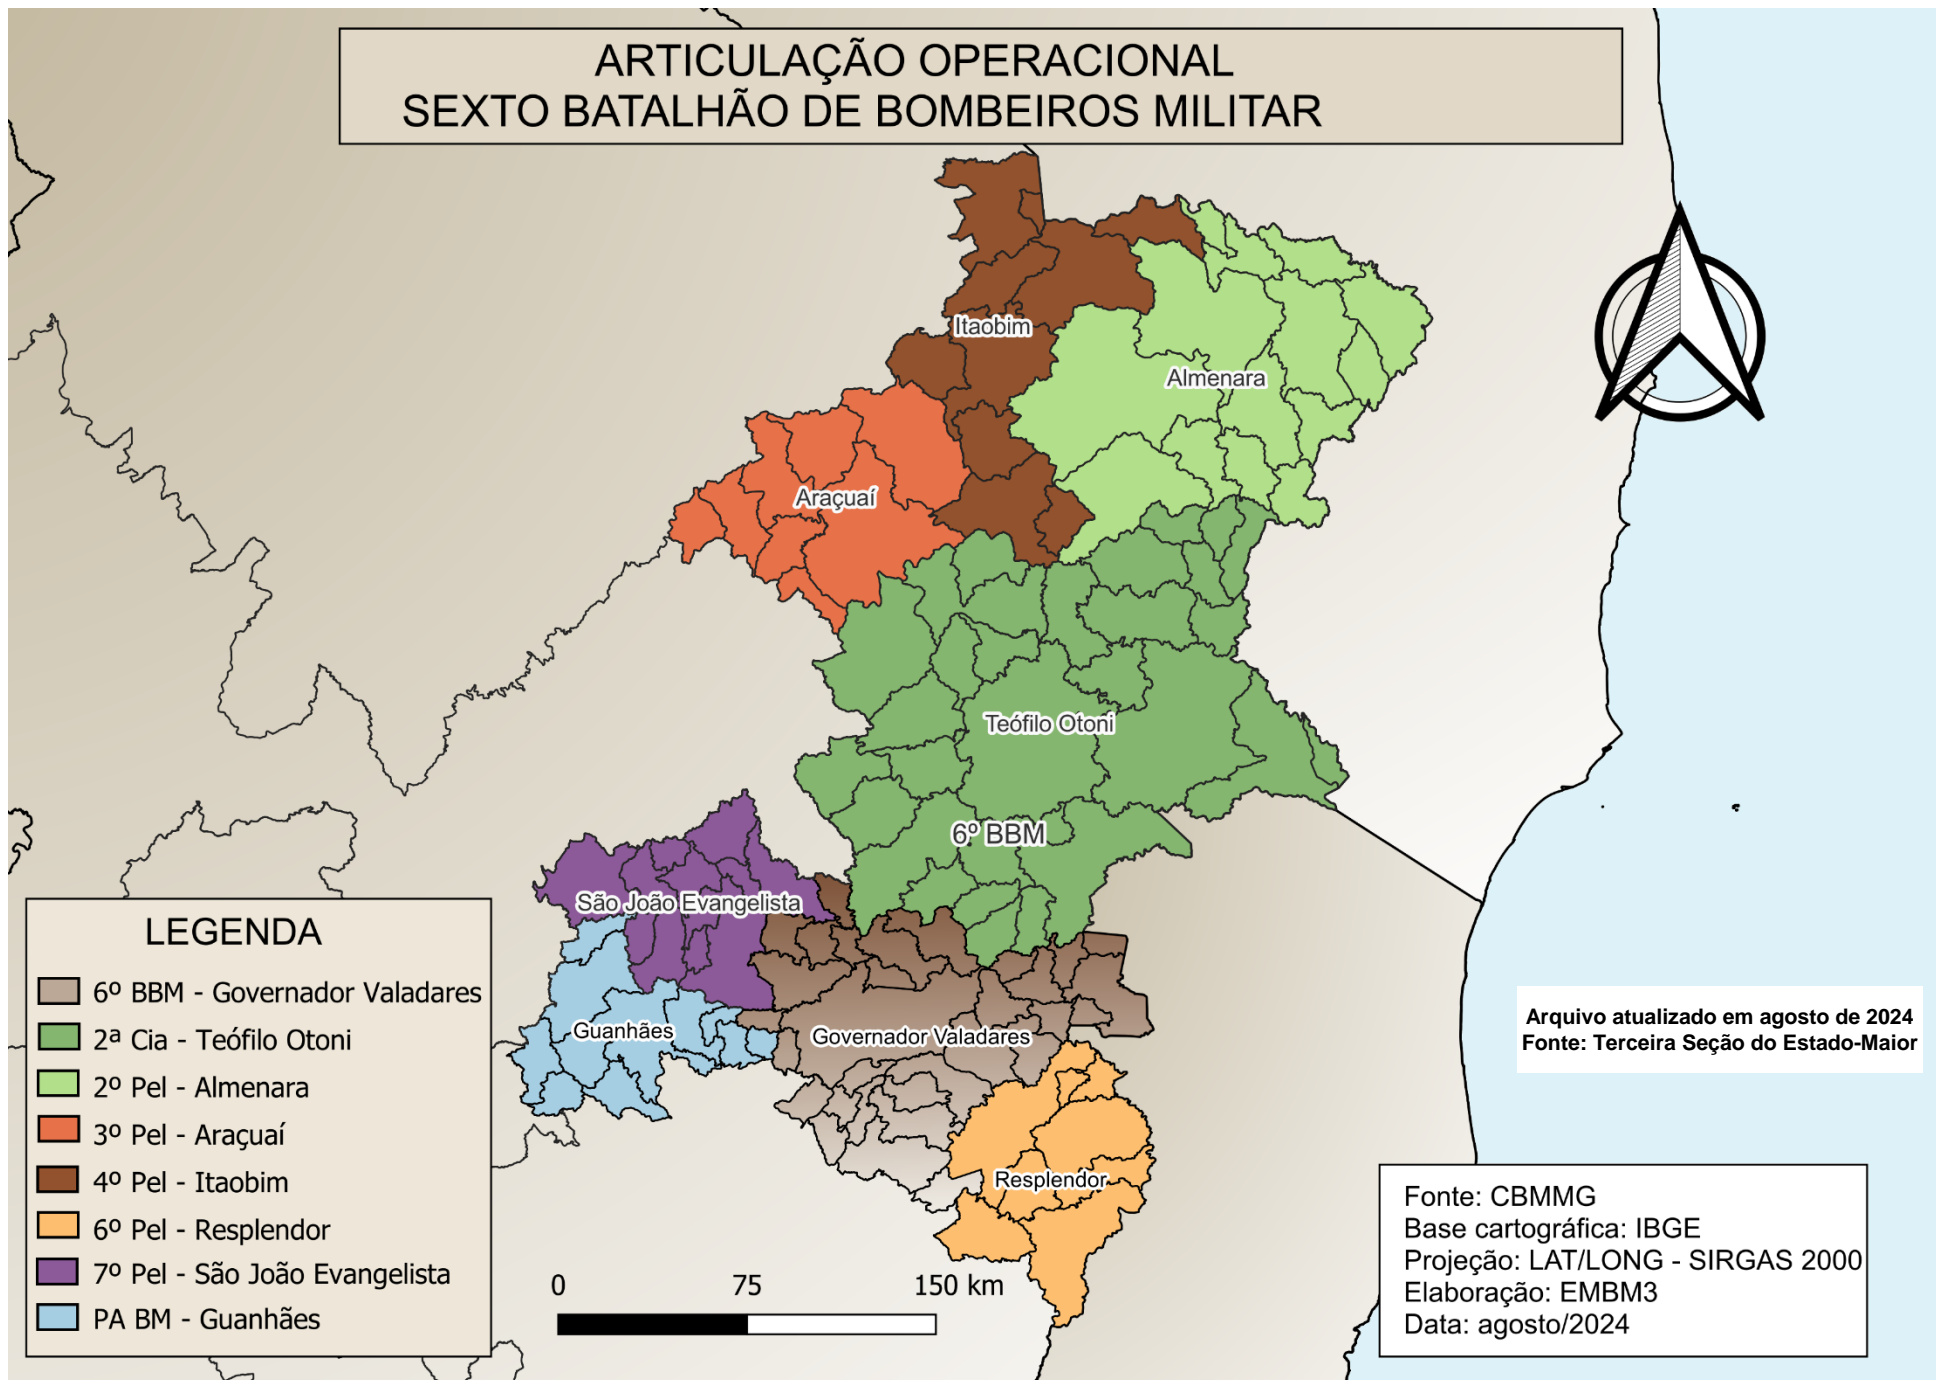 ARTICULAÇÃO OPERACIONAL
SEXTO BATALHÃO DE BOMBEIROS MILITAR
Itaobim
Almenara
Araçuaí
Teófilo Otoni
6º BBM
São João Evangelista
Guanhães
Governador Valadares
Resplendor
LEGENDA
6º BBM - Governador Valadares
2ª Cia - Teófilo Otoni
2º Pel - Almenara
3º Pel - Araçuaí
4º Pel - Itaobim
6º Pel - Resplendor
7º Pel - São João Evangelista
PA BM - Guanhães
0 75 150 km
Arquivo atualizado em agosto de 2024
Fonte: Terceira Seção do Estado-Maior
Fonte: CBMMG
Base cartográfica: IBGE
Projeção: LAT/LONG - SIRGAS 2000
Elaboração: EMBM3
Data: agosto/2024